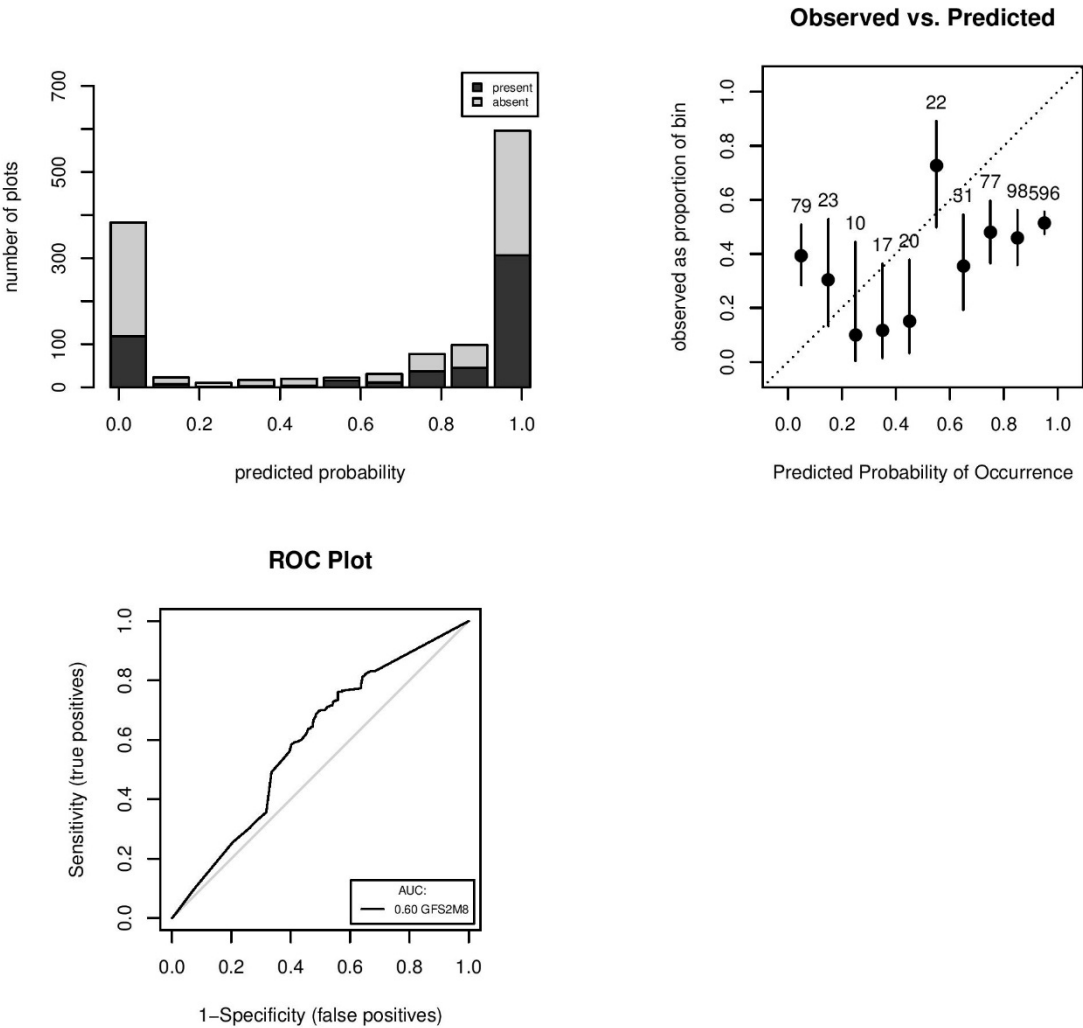 700
500
300
100
0
number of plots
present
absent
0.0 0.2 0.4 0.6 0.8 1.0
predicted probability
Observed vs. Predicted
1.0
0.8
0.6
0.4
0.2
0.0
observed as proportion of bin
79 23 10 17 20 22 31 77 98 596
0.0 0.2 0.4 0.6 0.8 1.0
Predicted Probability of Occurrence
ROC Plot
1.0
0.8
0.6
0.4
0.2
0.0
Sensitivity (true positives)
AUC:
0.60 GFS2M8
0.0 0.2 0.4 0.6 0.8 1.0
1−Specificity (false positives)